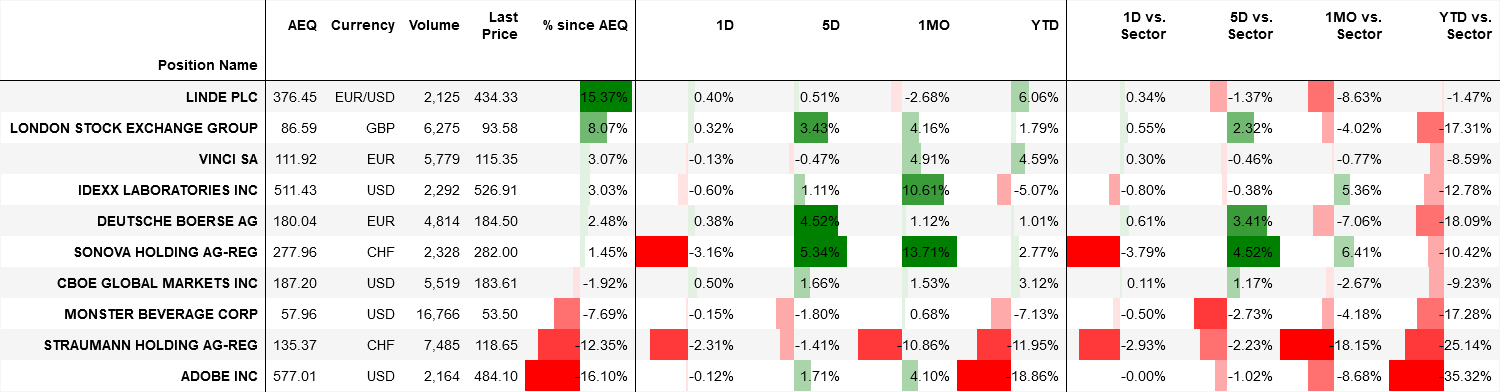 Position Name AEQ Currency Volume Last Price % since AEQ 1D 5D 1MO YTD 1D vs. Sector 5D vs. Sector 1MO vs. Sector YTD vs. Sector
LINDE PLC 376.45 EUR/USD 2,125 434.33 15.37% 0.40% 0.51% -2.68% 6.06% 0.34% -1.37% -8.63% -1.47%
LONDON STOCK EXCHANGE GROUP 86.59 GBP 6,275 93.58 8.07% 0.32% 3.43% 4.16% 1.79% 0.55% 2.32% -4.02% -17.31%
VINCI SA 111.92 EUR 5,779 115.35 3.07% -0.13% -0.47% 4.91% 4.59% 0.30% -0.46% -0.77% -8.59%
IDEXX LABORATORIES INC 511.43 USD 2,292 526.91 3.03% -0.60% 1.11% 10.61% -5.07% -0.80% -0.38% 5.36% -12.78%
DEUTSCHE BOERSE AG 180.04 EUR 4,814 184.50 2.48% 0.38% 4.52% 1.12% 1.01% 0.61% 3.41% -7.06% -18.09%
SONOVA HOLDING AG-REG 277.96 CHF 2,328 282.00 1.45% -3.16% 5.34% 13.71% 2.77% -3.79% 4.52% 6.41% -10.42%
CBOE GLOBAL MARKETS INC 187.20 USD 5,519 183.61 -1.92% 0.50% 1.66% 1.53% 3.12% 0.11% 1.17% -2.67% -9.23%
MONSTER BEVERAGE CORP 57.96 USD 16,766 53.50 -7.69% -0.15% -1.80% 0.68% -7.13% -0.50% -2.73% -4.18% -17.28%
STRAUMANN HOLDING AG-REG 135.37 CHF 7,485 118.65 -12.35% -2.31% -1.41% -10.86% -11.95% -2.93% -2.23% -18.15% -25.14%
ADOBE INC 577.01 USD 2,164 484.10 -16.10% -0.12% 1.71% 4.10% -18.86% -0.00% -1.02% -8.68% -35.32%